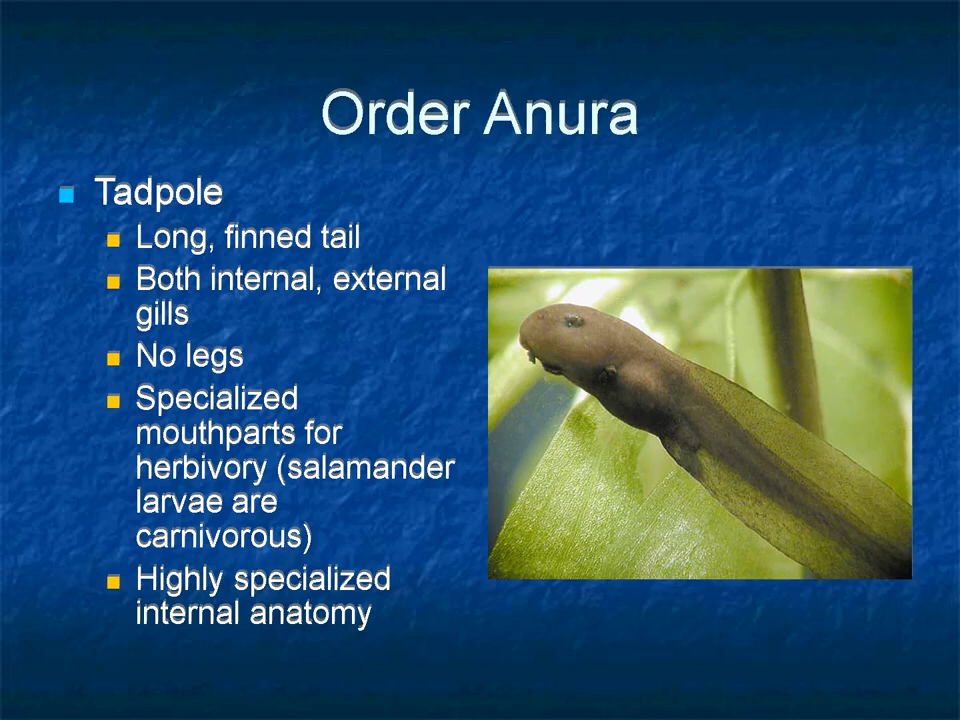 Order Anura
Tadpole
Long, finned tail
Both internal, external
gills
No legs
Specialized
mouthparts for
herbivory (salamander
larvae are
carnivorous)
Highly specialized
internal anatomy